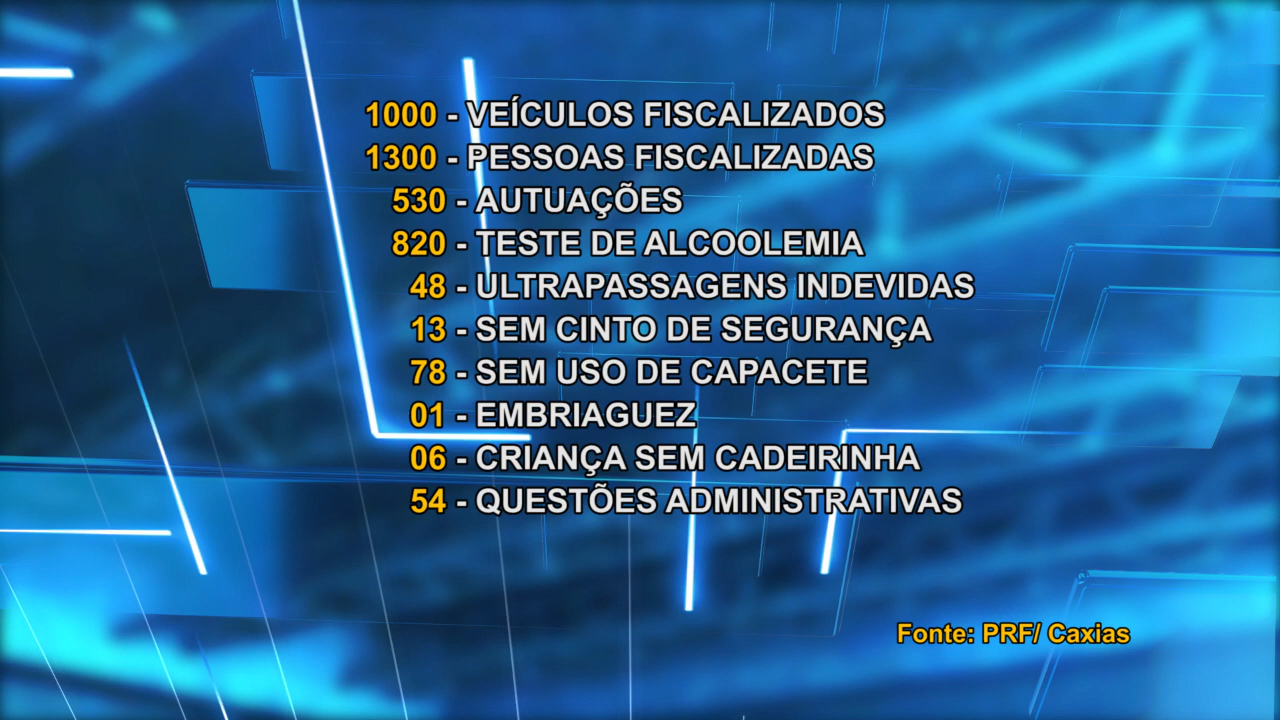 1000 - VEÍCULOS FISCALIZADOS
1300 - PESSOAS FISCALIZADAS
530 - AUTUAÇÕES
820 - TESTE DE ALCOOLEMIA
48 - ULTRAPASSAGENS INDEVIDAS
13 - SEM CINTO DE SEGURANÇA
78 - SEM USO DE CAPACETE
01 - EMBRIAGUEZ
06 - CRIANÇA SEM CADEIRINHA
54 - QUESTÕES ADMINISTRATIVAS
Fonte: PRF/ Caxias